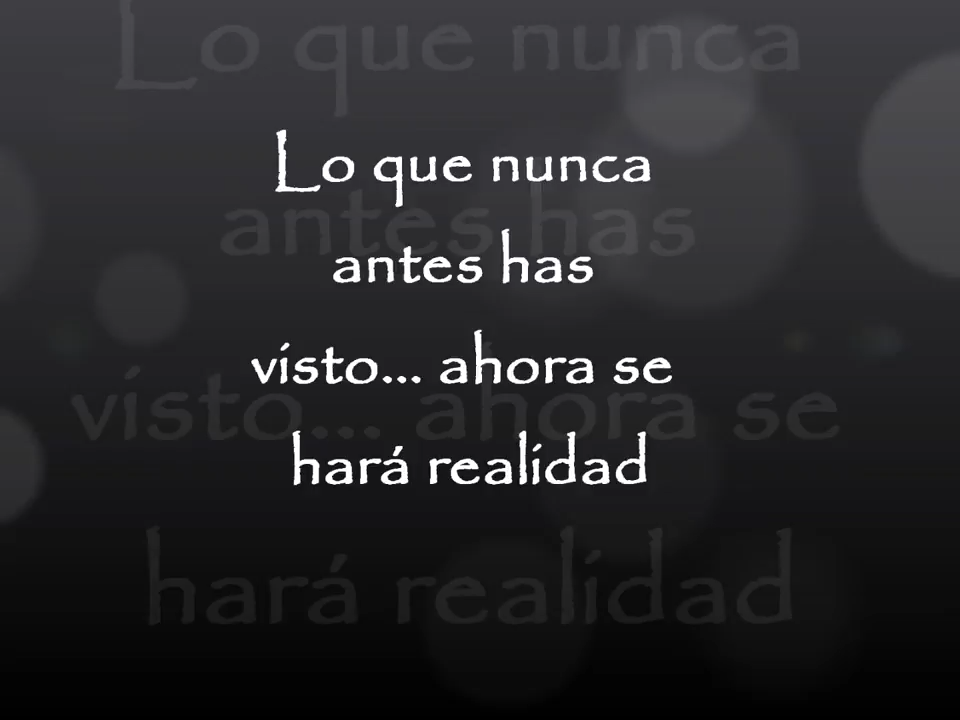 Lo que nunca
antes has
visto... ahora se
hará realidad